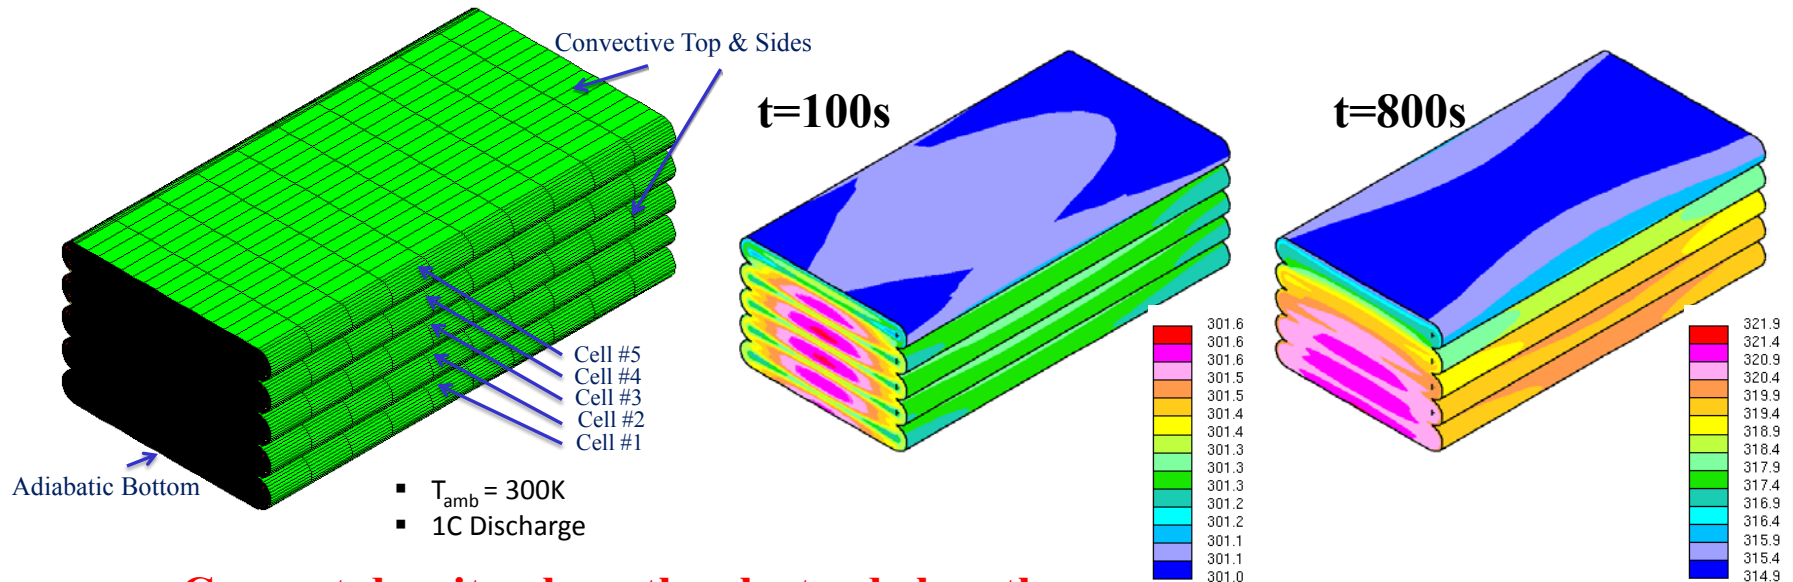 Convective Top & Sides
t=100s
t=800s
Cell #5
Cell #4
Cell #3
Cell #2
Cell #1
Adiabatic Bottom
▪ Tamb = 300K
▪ 1C Discharge
301.6
301.6
301.6
301.5
301.5
301.4
301.4
301.3
301.3
301.3
301.2
301.2
301.1
301.1
301.0
321.9
321.4
320.9
320.4
319.9
319.4
318.9
318.4
317.9
317.4
316.9
316.4
315.9
315.4
314.9